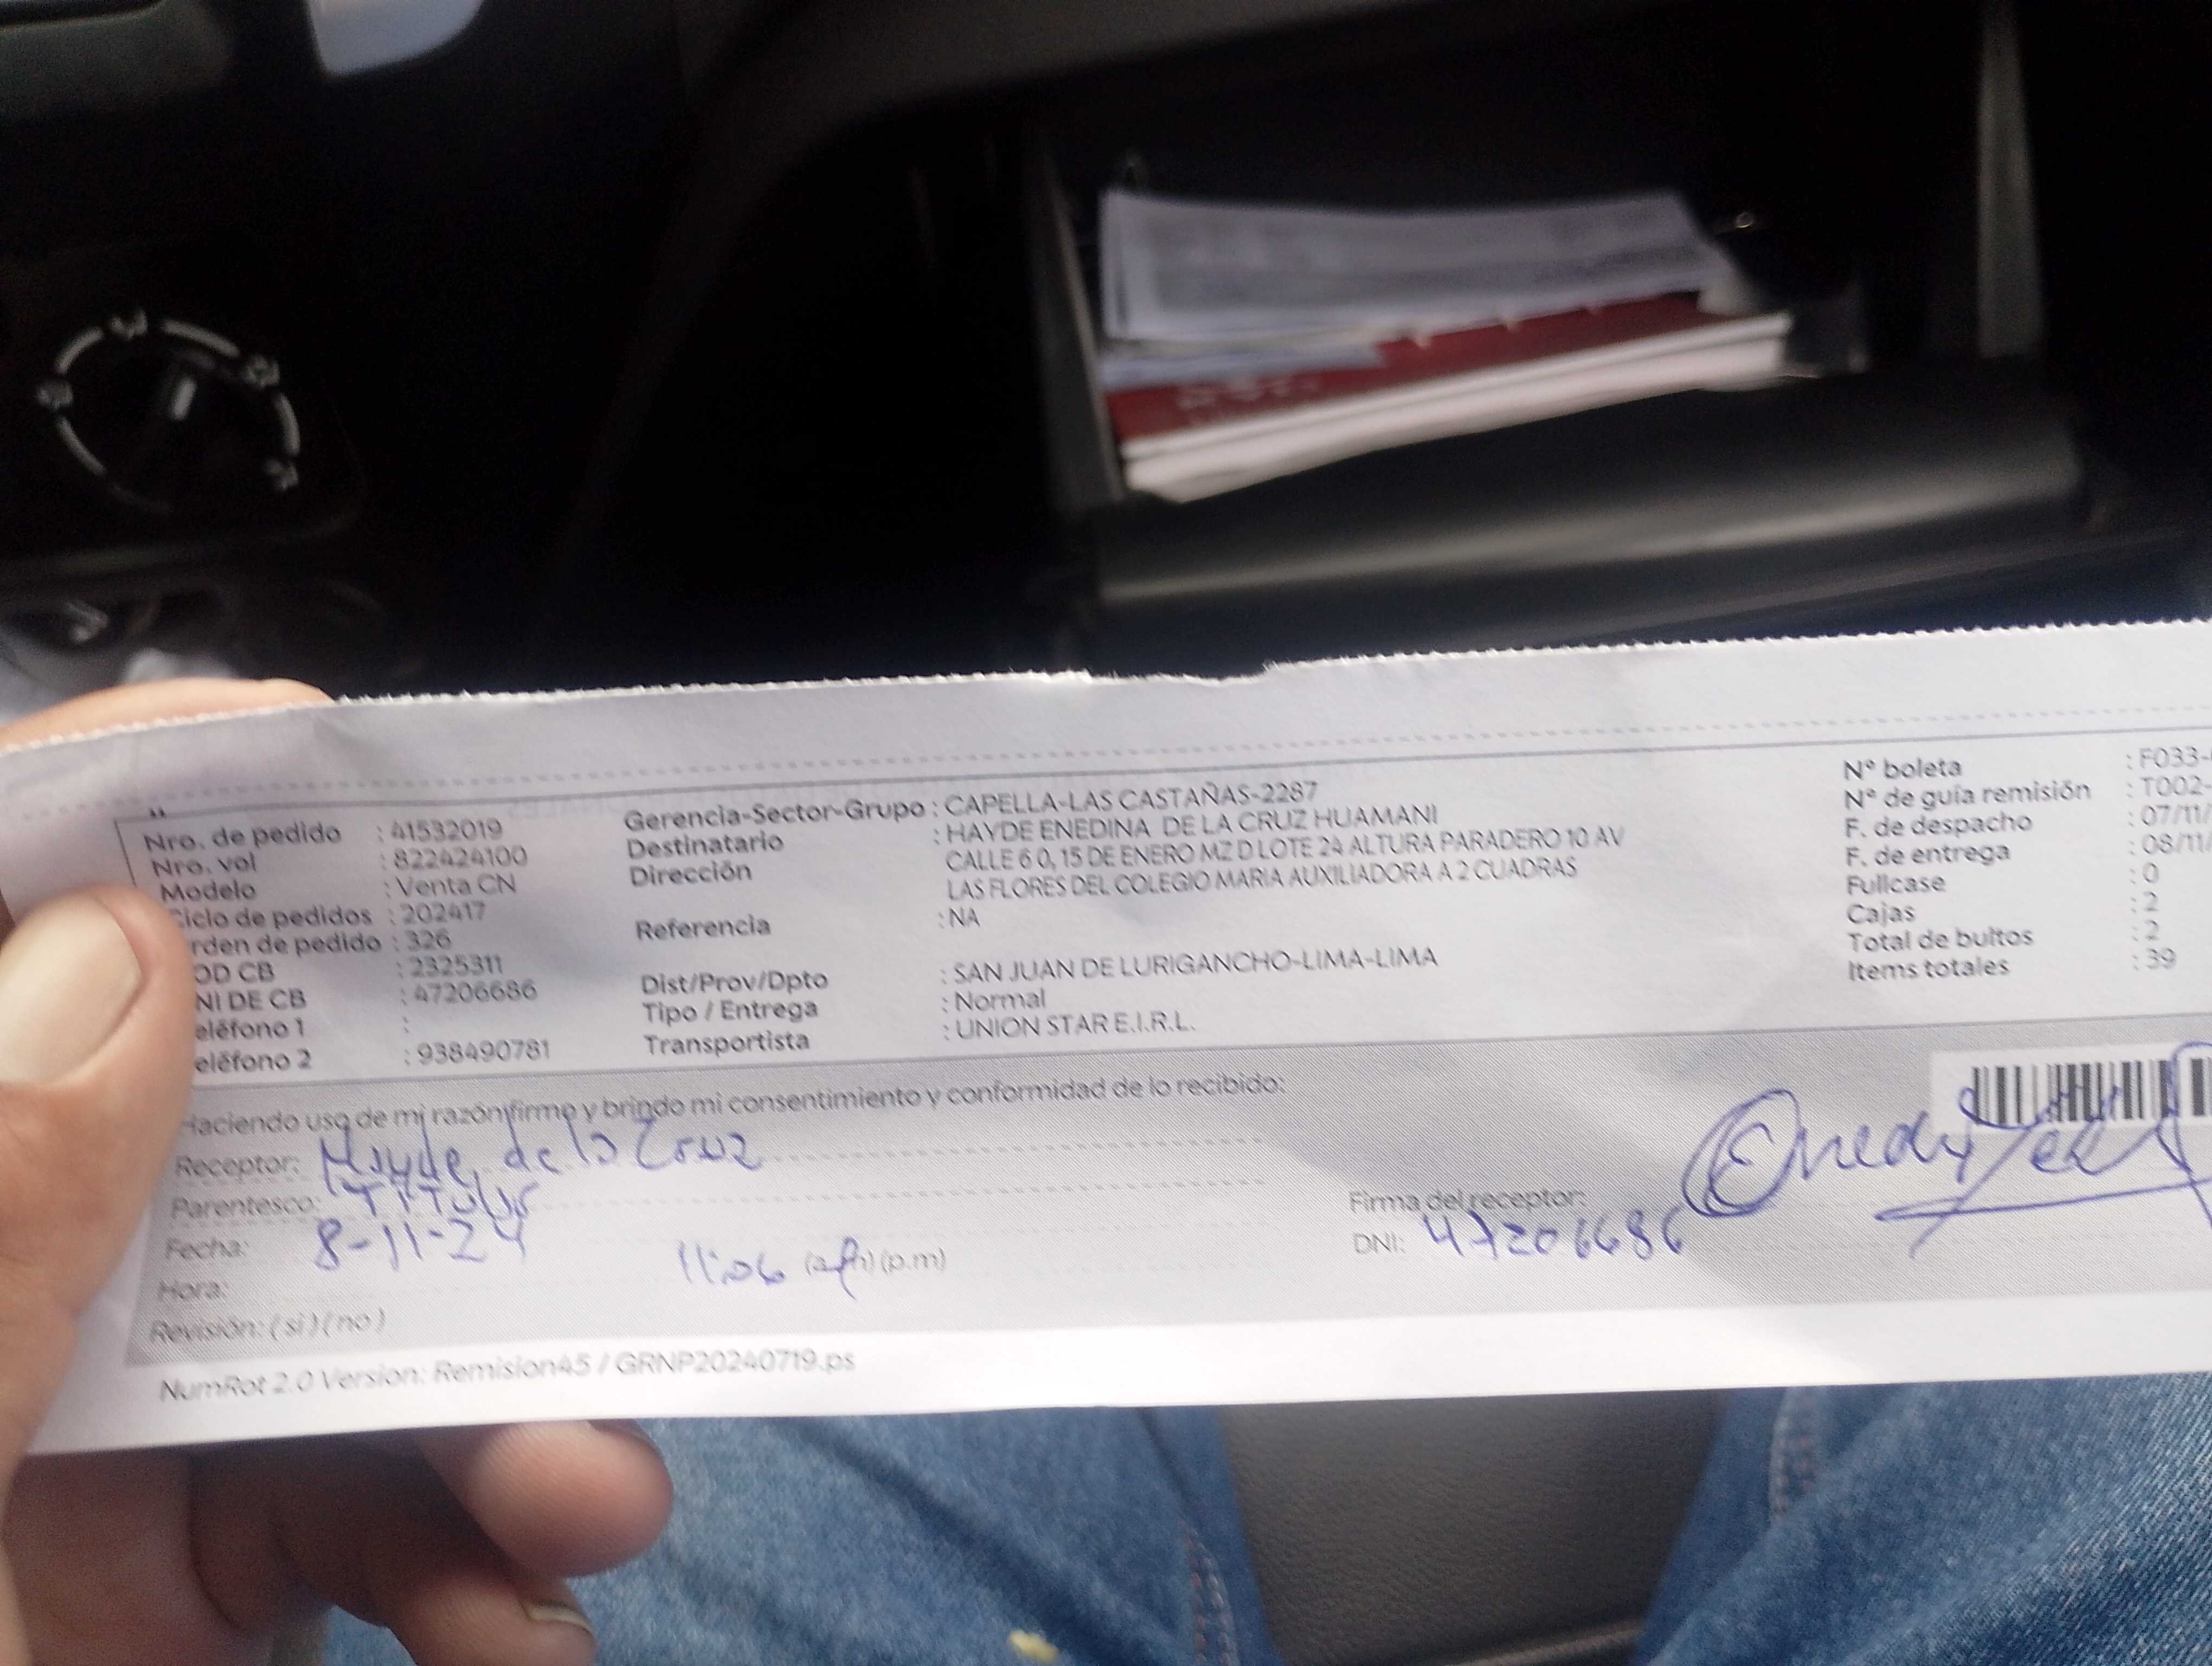 Nro. de pedido : 41532019
Nro. vol : 822424100
Modelo : Venta CN
Ciclo de pedidos : 202417
rden de pedido : 326
OD CB : 2325311
NI DE CB : 47206686
eléfono 1 :
eléfono 2 : 938490781
Gerencia-Sector-Grupo : CAPELLA-LAS CASTAÑAS-2287
Destinatario : HAYDE ENEDINA DE LA CRUZ HUAMANI
Dirección CALLE 6 0, 15 DE ENERO MZ D LOTE 24 ALTURA PARADERO 10 AV
LAS FLORES DEL COLEGIO MARIA AUXILIADORA A 2 CUADRAS
Referencia : NA
Dist/Prov/Dpto : SAN JUAN DE LURIGANCHO-LIMA-LIMA
Tipo / Entrega : Normal
Transportista : UNION STAR E.I.R.L.
N° boleta : F033-
N° de guía remisión : T002-
F. de despacho : 07/11/
F. de entrega : 08/11/
Fullcase : 0
Cajas : 2
Total de bultos : 2
Items totales : 39
Haciendo uso de mi razón firmo y brindo mi consentimiento y conformidad de lo recibido:
Receptor: Hayde de la Cruz
Parentesco: TITULAR
Fecha: 8-11-24
Hora: 11:06 (a.m) (p.m)
Revisión: ( si ) ( no )
Firma del receptor:
DNI: 47206686
NumRot 2.0 Version: Remision45 / GRNP20240719.ps